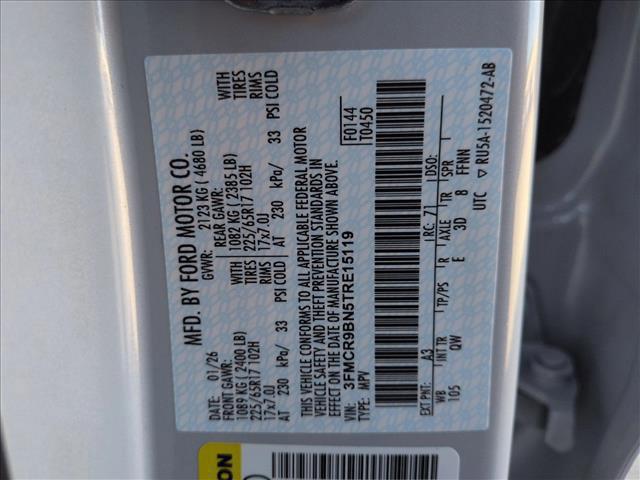 MFD. BY FORD MOTOR CO.
DATE: 01/26 GVWR: 2123 KG ( 4680 LB)
FRONT GAWR: REAR GAWR:
1089 KG ( 2400 LB) WITH 1082 KG ( 2385 LB) WITH
225/65R17 102H TIRES 225/65R17 102H TIRES
17x7.0J RIMS 17x7.0J RIMS
AT 230 kPa/ 33 PSI COLD AT 230 kPa/ 33 PSI COLD
THIS VEHICLE CONFORMS TO ALL APPLICABLE FEDERAL MOTOR
VEHICLE SAFETY AND THEFT PREVENTION STANDARDS IN
EFFECT ON THE DATE OF MANUFACTURE SHOWN ABOVE.
VIN: 3FMCR9BN5TRE15119 F0144
TYPE: MPV T0450
EXT PNT: A3 RC: 71 DSO:
WB INT TR TP/PS R AXLE TR SPR
105 QW E 3D 8 FFNN
UTC RU5A-1520472-AB
ON